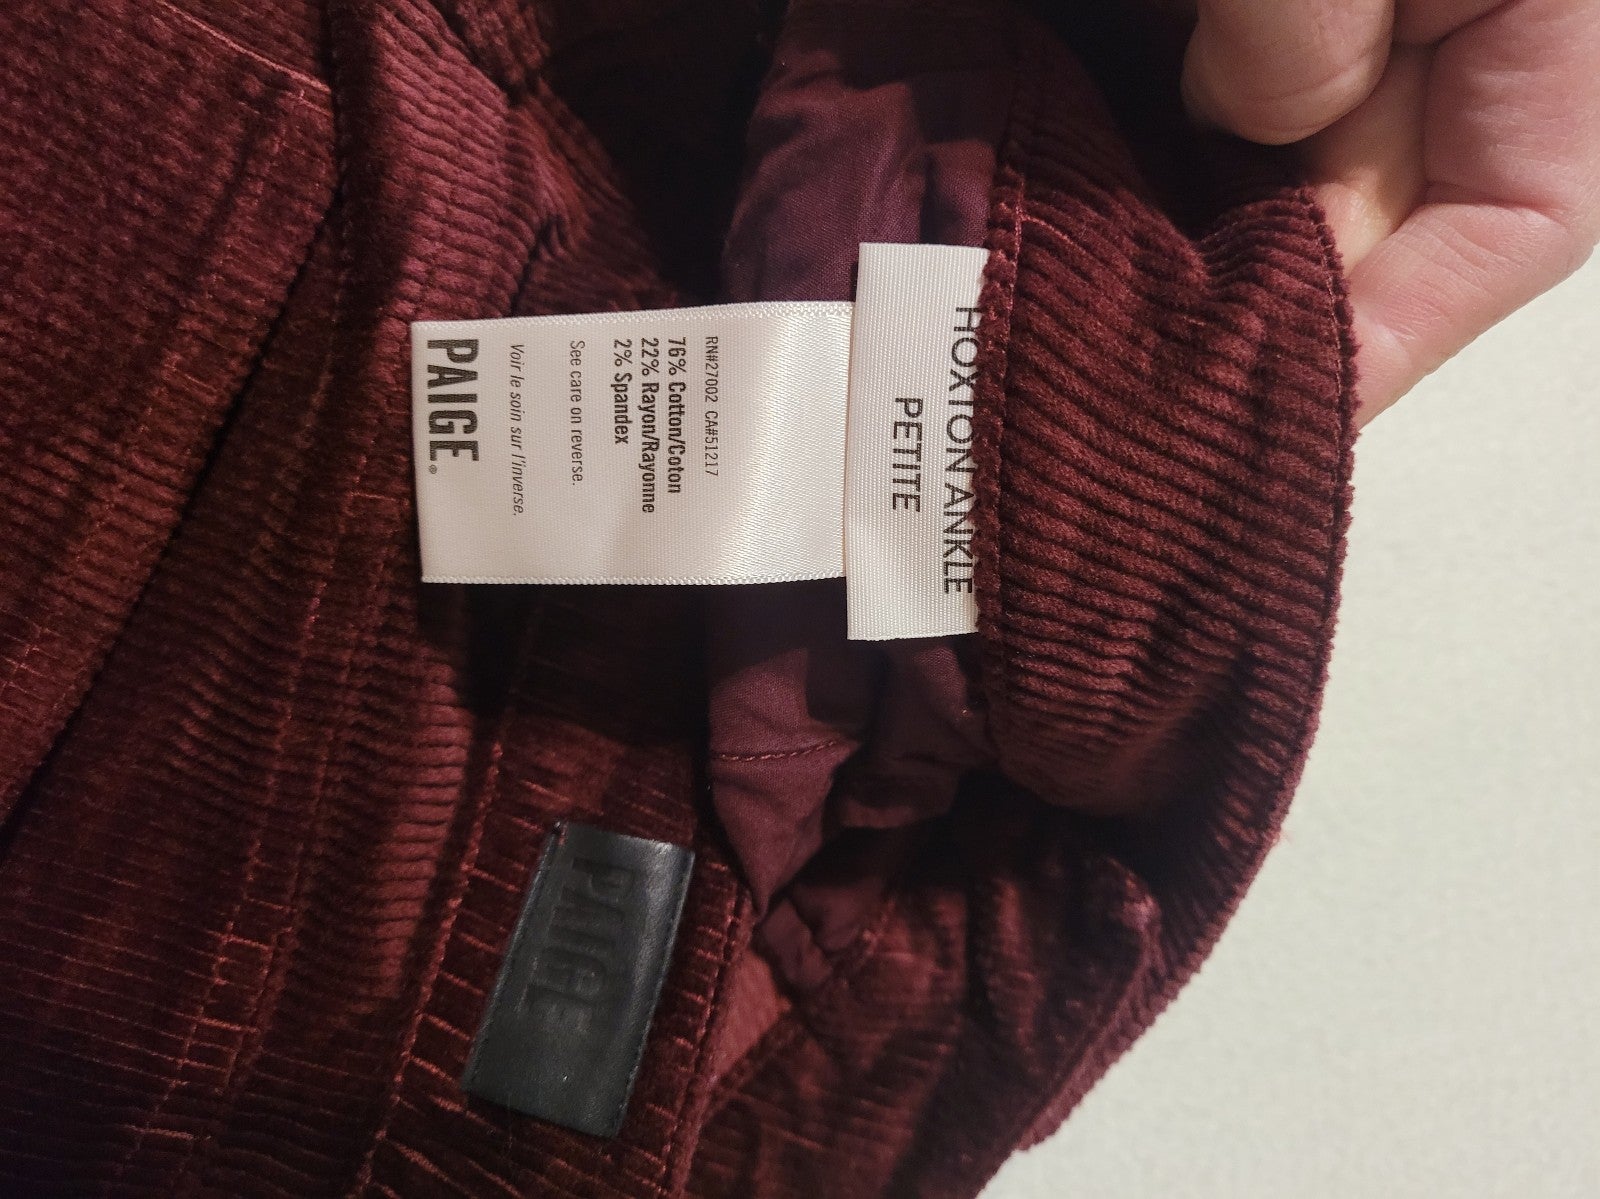 HOXTON ANKLE
PETITE
RN#27002 CA#51217
76% Cotton/Coton
22% Rayon/Rayonne
2% Spandex
See care on reverse.
Voir le soin sur l'inverse.
PAIGE®
PAIGE